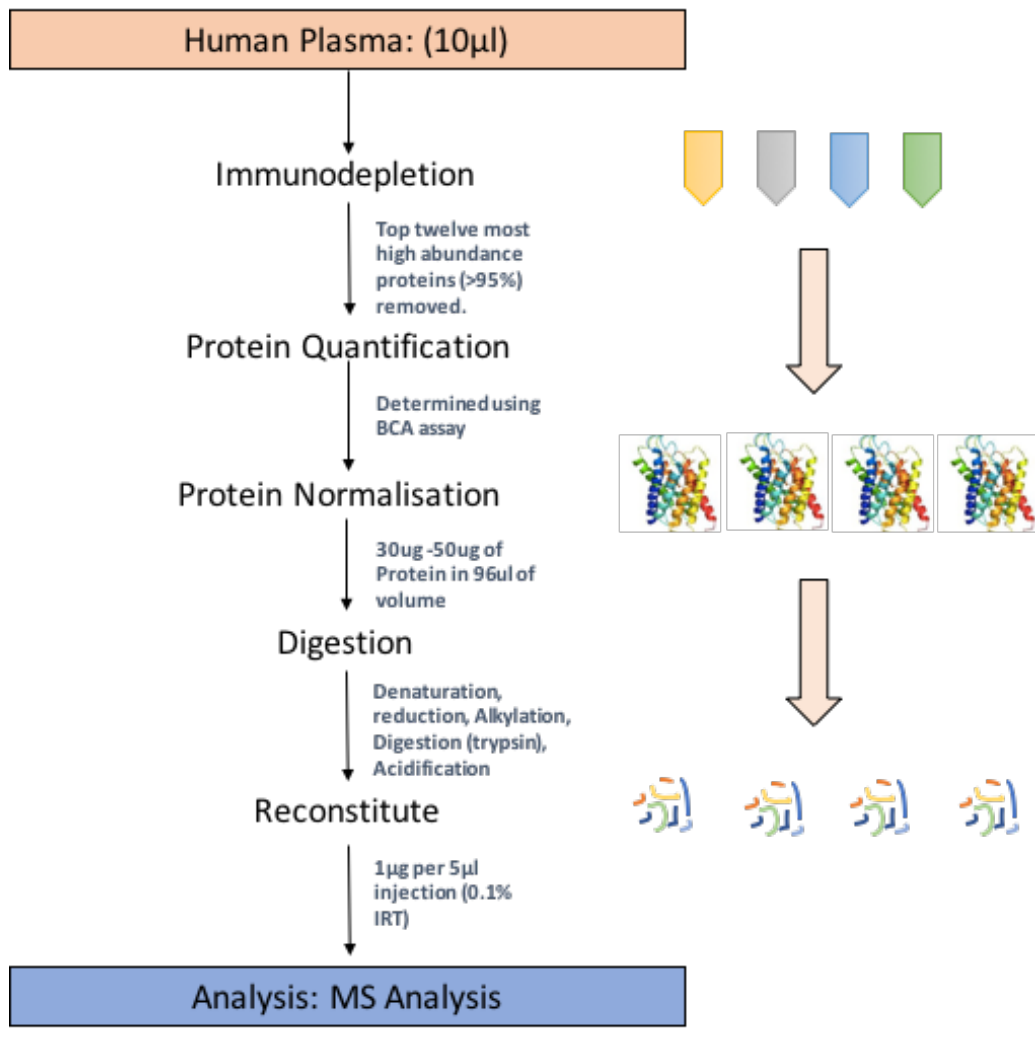 Human Plasma: (10µl)
Immunodepletion
Top twelve most
high abundance
proteins (>95%)
removed.
Protein Quantification
Determined using
BCA assay
Protein Normalisation
30ug -50ug of
Protein in 96ul of
volume
Digestion
Denaturation,
reduction, Alkylation,
Digestion (trypsin),
Acidification
Reconstitute
1µg per 5µl
injection (0.1%
IRT)
Analysis: MS Analysis